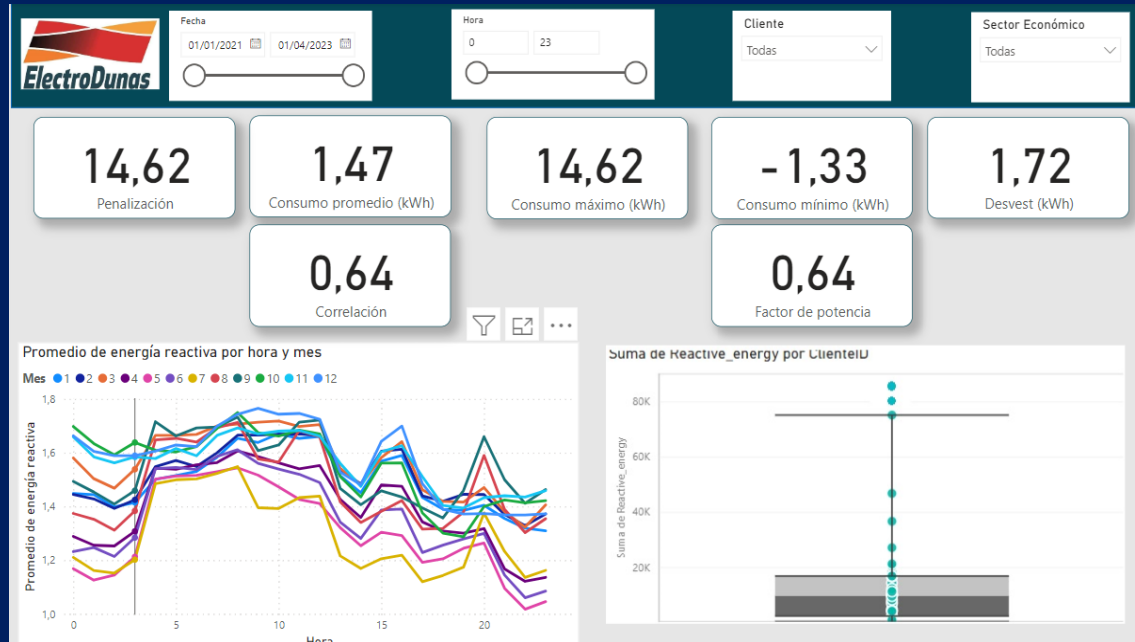 ElectroDunas
Fecha
01/01/2021 01/04/2023
Hora
0 23
Cliente
Todas
Sector Económico
Todas
14,62
Penalización
1,47
Consumo promedio (kWh)
14,62
Consumo máximo (kWh)
-1,33
Consumo mínimo (kWh)
1,72
Desvest (kWh)
0,64
Correlación
0,64
Factor de potencia
Promedio de energía reactiva por hora y mes
Mes 1 2 3 4 5 6 7 8 9 10 11 12
Promedio de energía reactiva
1,8
1,6
1,4
1,2
1,0
0 5 10 15 20
Hora
Suma de Reactive_energy por ClienteID
Suma de Reactive_energy
80K
60K
40K
20K